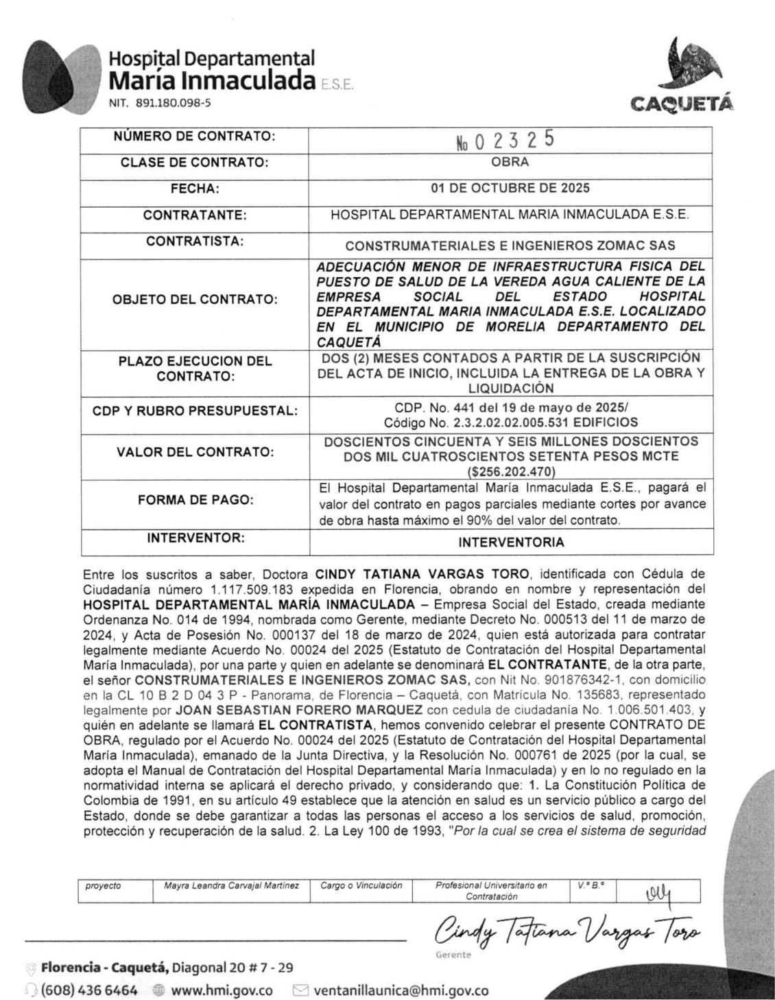 Hospital Departamental
María Inmaculada E.S.E.
NIT. 891.180.098-5
CAQUETÁ
NÚMERO DE CONTRATO:
No 02325
CLASE DE CONTRATO:
OBRA
FECHA:
01 DE OCTUBRE DE 2025
CONTRATANTE:
HOSPITAL DEPARTAMENTAL MARIA INMACULADA E.S.E.
CONTRATISTA:
CONSTRUMATERIALES E INGENIEROS ZOMAC SAS
OBJETO DEL CONTRATO:
ADECUACIÓN MENOR DE INFRAESTRUCTURA FISICA DEL
PUESTO DE SALUD DE LA VEREDA AGUA CALIENTE DE LA
EMPRESA SOCIAL DEL ESTADO HOSPITAL
DEPARTAMENTAL MARIA INMACULADA E.S.E. LOCALIZADO
EN EL MUNICIPIO DE MORELIA DEPARTAMENTO DEL
CAQUETÁ
PLAZO EJECUCION DEL
CONTRATO:
DOS (2) MESES CONTADOS A PARTIR DE LA SUSCRIPCIÓN
DEL ACTA DE INICIO, INCLUIDA LA ENTREGA DE LA OBRA Y
LIQUIDACIÓN
CDP Y RUBRO PRESUPUESTAL:
CDP. No. 441 del 19 de mayo de 2025/
Código No. 2.3.2.02.02.005.531 EDIFICIOS
VALOR DEL CONTRATO:
DOSCIENTOS CINCUENTA Y SEIS MILLONES DOSCIENTOS
DOS MIL CUATROSCIENTOS SETENTA PESOS MCTE
($256.202.470)
FORMA DE PAGO:
El Hospital Departamental María Inmaculada E.S.E., pagará el
valor del contrato en pagos parciales mediante cortes por avance
de obra hasta máximo el 90% del valor del contrato.
INTERVENTOR:
INTERVENTORIA
Entre los suscritos a saber, Doctora CINDY TATIANA VARGAS TORO, identificada con Cédula de
Ciudadanía número 1.117.509.183 expedida en Florencia, obrando en nombre y representación del
HOSPITAL DEPARTAMENTAL MARÍA INMACULADA – Empresa Social del Estado, creada mediante
Ordenanza No. 014 de 1994, nombrada como Gerente, mediante Decreto No. 000513 del 11 de marzo de
2024, y Acta de Posesión No. 000137 del 18 de marzo de 2024, quien está autorizada para contratar
legalmente mediante Acuerdo No. 00024 del 2025 (Estatuto de Contratación del Hospital Departamental
María Inmaculada), por una parte y quien en adelante se denominará EL CONTRATANTE, de la otra parte,
el señor CONSTRUMATERIALES E INGENIEROS ZOMAC SAS, con Nit No. 901876342-1, con domicilio
en la CL 10 B 2 D 04 3 P - Panorama, de Florencia – Caquetá, con Matrícula No. 135683, representado
legalmente por JOAN SEBASTIAN FORERO MARQUEZ con cedula de ciudadanía No. 1.006.501.403, y
quién en adelante se llamará EL CONTRATISTA, hemos convenido celebrar el presente CONTRATO DE
OBRA, regulado por el Acuerdo No. 00024 del 2025 (Estatuto de Contratación del Hospital Departamental
María Inmaculada), emanado de la Junta Directiva, y la Resolución No. 000761 de 2025 (por la cual, se
adopta el Manual de Contratación del Hospital Departamental María Inmaculada) y en lo no regulado en la
normatividad interna se aplicará el derecho privado, y considerando que: 1. La Constitución Política de
Colombia de 1991, en su artículo 49 establece que la atención en salud es un servicio público a cargo del
Estado, donde se debe garantizar a todas las personas el acceso a los servicios de salud, promoción,
protección y recuperación de la salud. 2. La Ley 100 de 1993, "Por la cual se crea el sistema de seguridad
proyecto Mayra Leandra Carvajal Martinez Cargo o Vinculación Profesional Universitario en V.° B.°
Contratación
Cindy Tatiana Vargas Toro
Gerente
Florencia - Caquetá, Diagonal 20 # 7 - 29
(608) 436 6464 www.hmi.gov.co ventanillaunica@hmi.gov.co